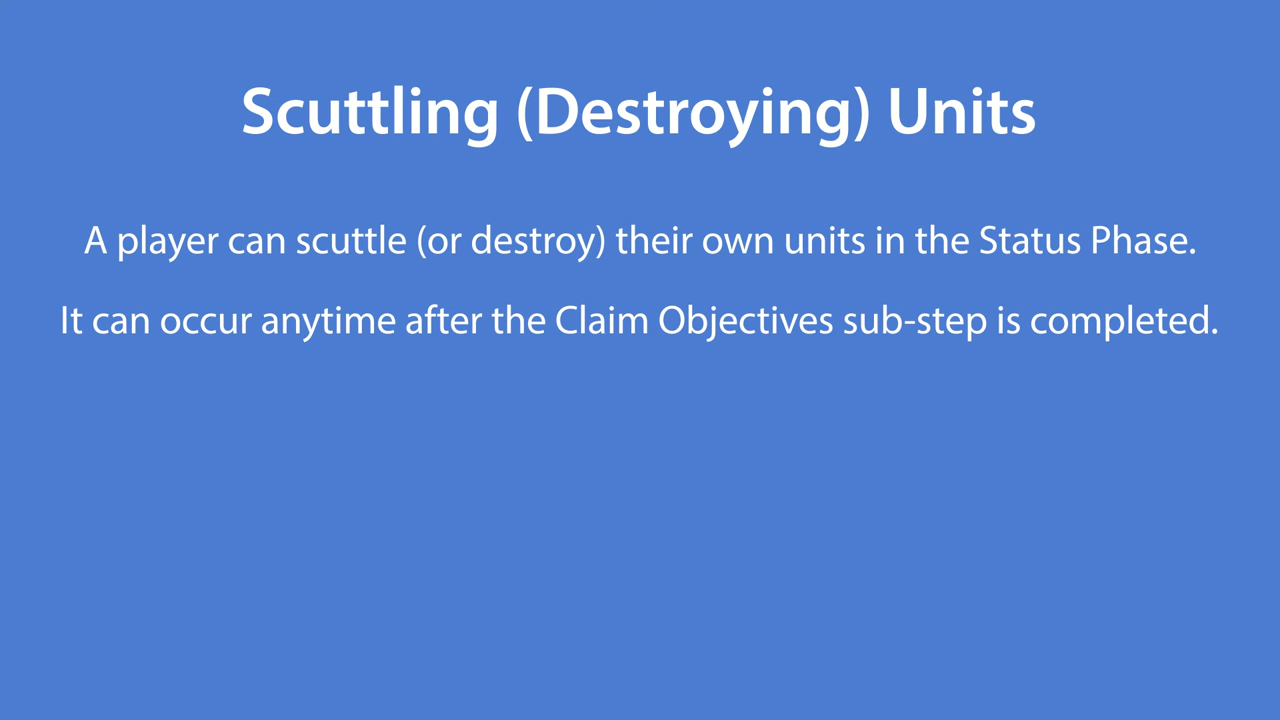 Scuttling (Destroying) Units
A player can scuttle (or destroy) their own units in the Status Phase.
It can occur anytime after the Claim Objectives sub-step is completed.